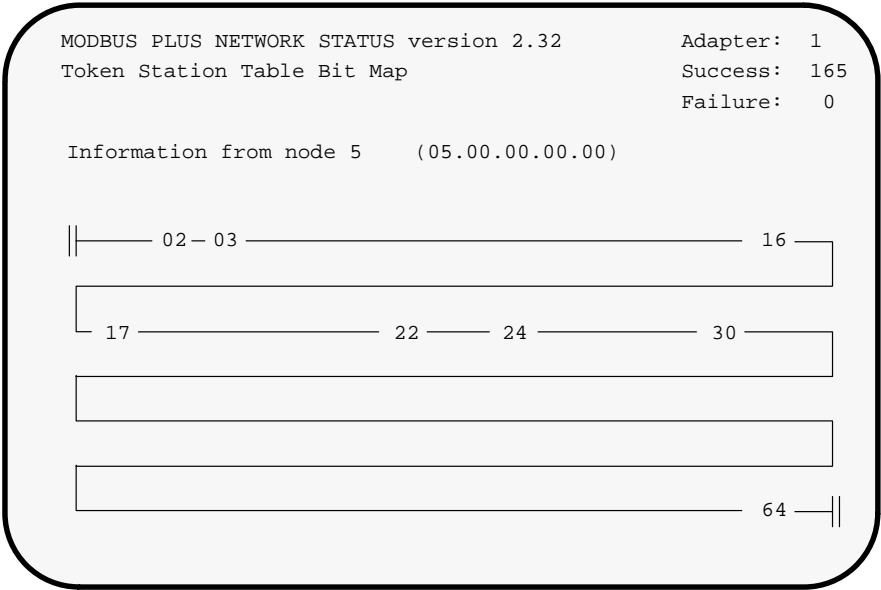 MODBUS PLUS NETWORK STATUS version 2.32 Adapter: 1
Token Station Table Bit Map Success: 165
Failure: 0
Information from node 5 (05.00.00.00.00)
02 03 16
17 22 24 30
64